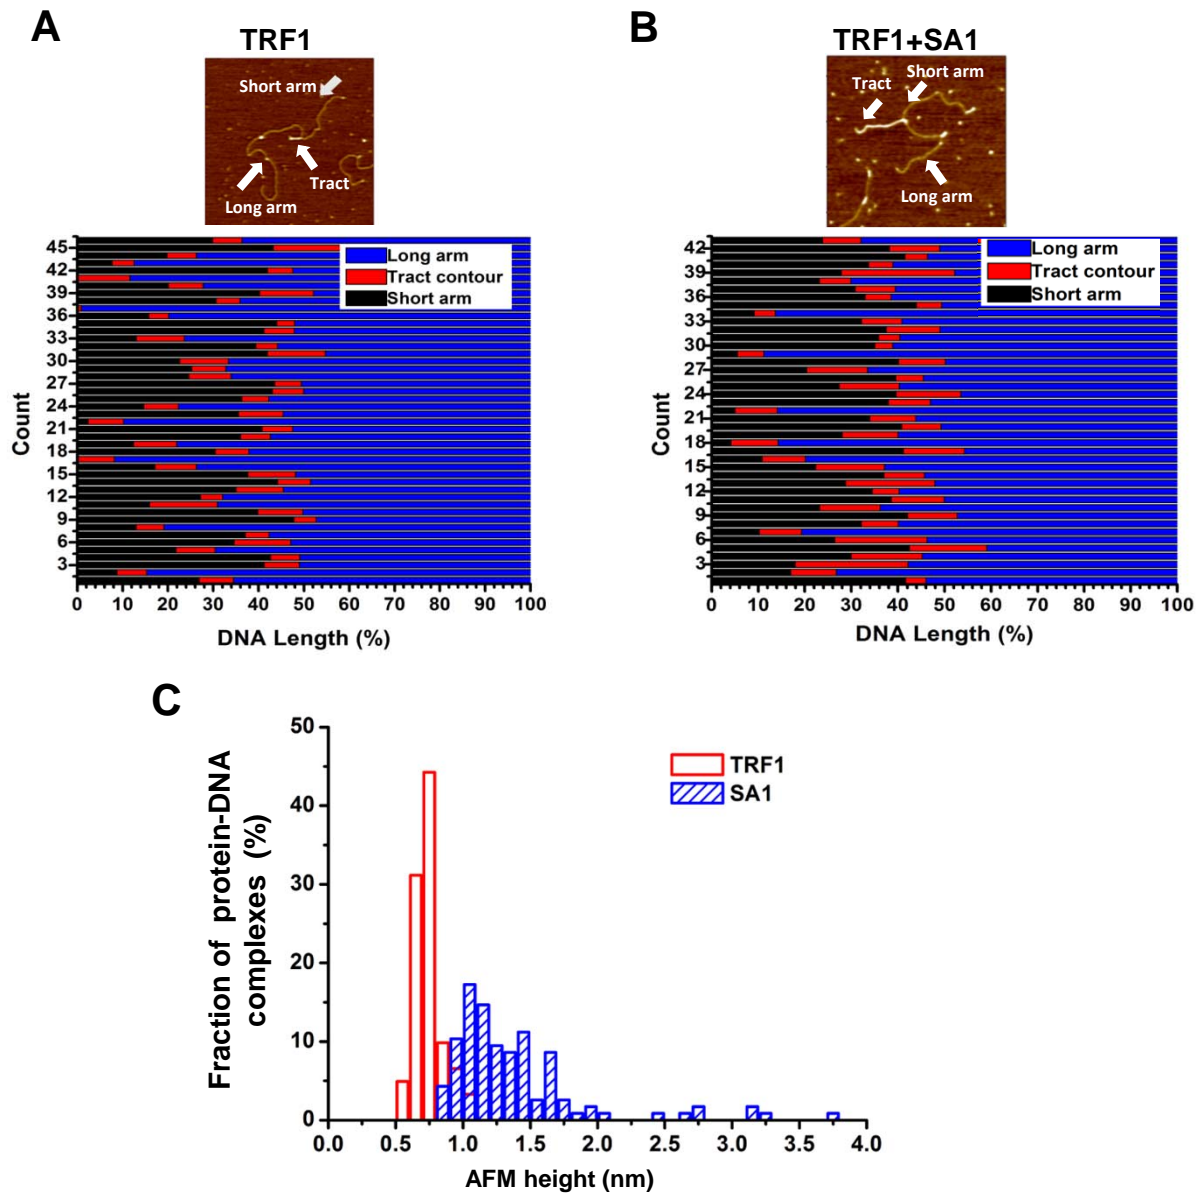 A
TRF1
Short arm
Tract
Long arm
Long arm
Tract contour
Short arm
45
42
39
36
33
30
27
24
21
18
15
12
9
6
3
Count
0 10 20 30 40 50 60 70 80 90 100
DNA Length (%)
B
TRF1+SA1
Short arm
Tract
Long arm
Long arm
Tract contour
Short arm
42
39
36
33
30
27
24
21
18
15
12
9
6
3
Count
0 10 20 30 40 50 60 70 80 90 100
DNA Length (%)
C
50
40
30
20
10
0
Fraction of protein-DNA
complexes (%)
TRF1
SA1
0.0 0.5 1.0 1.5 2.0 2.5 3.0 3.5 4.0
AFM height (nm)